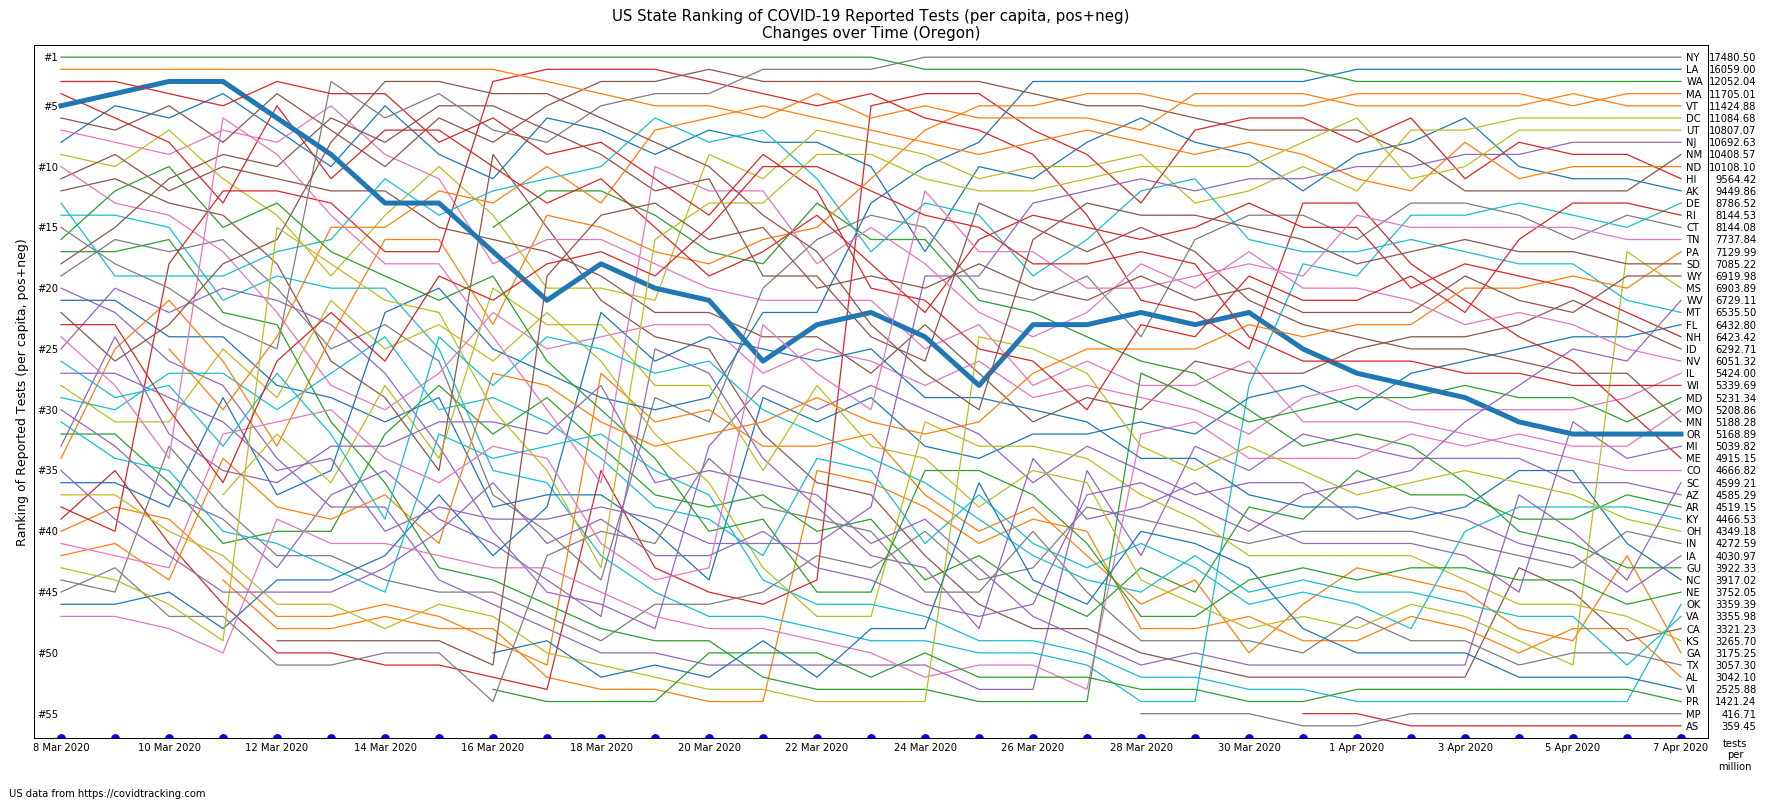 US State Ranking of COVID-19 Reported Tests (per capita, pos+neg)
Changes over Time (Oregon)
Ranking of Reported Tests (per capita, pos+neg)
#1
#5
#10
#15
#20
#25
#30
#35
#40
#45
#50
#55
NY 17480.50
LA 16059.00
WA 12052.04
MA 11705.01
VT 11424.88
DC 11084.68
UT 10807.07
NJ 10692.63
NM 10408.57
ND 10108.10
HI 9564.42
AK 9449.86
DE 8786.52
RI 8144.53
CT 8144.08
TN 7737.84
PA 7129.99
SD 7085.22
WY 6919.98
MS 6903.89
WV 6729.11
MT 6535.50
FL 6432.80
NH 6423.42
ID 6292.71
NV 6051.32
IL 5424.00
WI 5339.69
MD 5231.34
MO 5208.86
MN 5188.28
OR 5168.89
MI 5039.82
ME 4915.15
CO 4666.82
SC 4599.21
AZ 4585.29
AR 4519.15
KY 4466.53
OH 4349.18
IN 4272.59
IA 4030.97
GU 3922.33
NC 3917.02
NE 3752.05
OK 3359.39
VA 3355.98
CA 3321.23
KS 3265.70
GA 3175.25
TX 3057.30
AL 3042.10
VI 2525.88
PR 1421.24
MP 416.71
AS 359.45
8 Mar 2020 10 Mar 2020 12 Mar 2020 14 Mar 2020 16 Mar 2020 18 Mar 2020 20 Mar 2020 22 Mar 2020 24 Mar 2020 26 Mar 2020 28 Mar 2020 30 Mar 2020 1 Apr 2020 3 Apr 2020 5 Apr 2020 7 Apr 2020
tests
per
million
US data from https://covidtracking.com